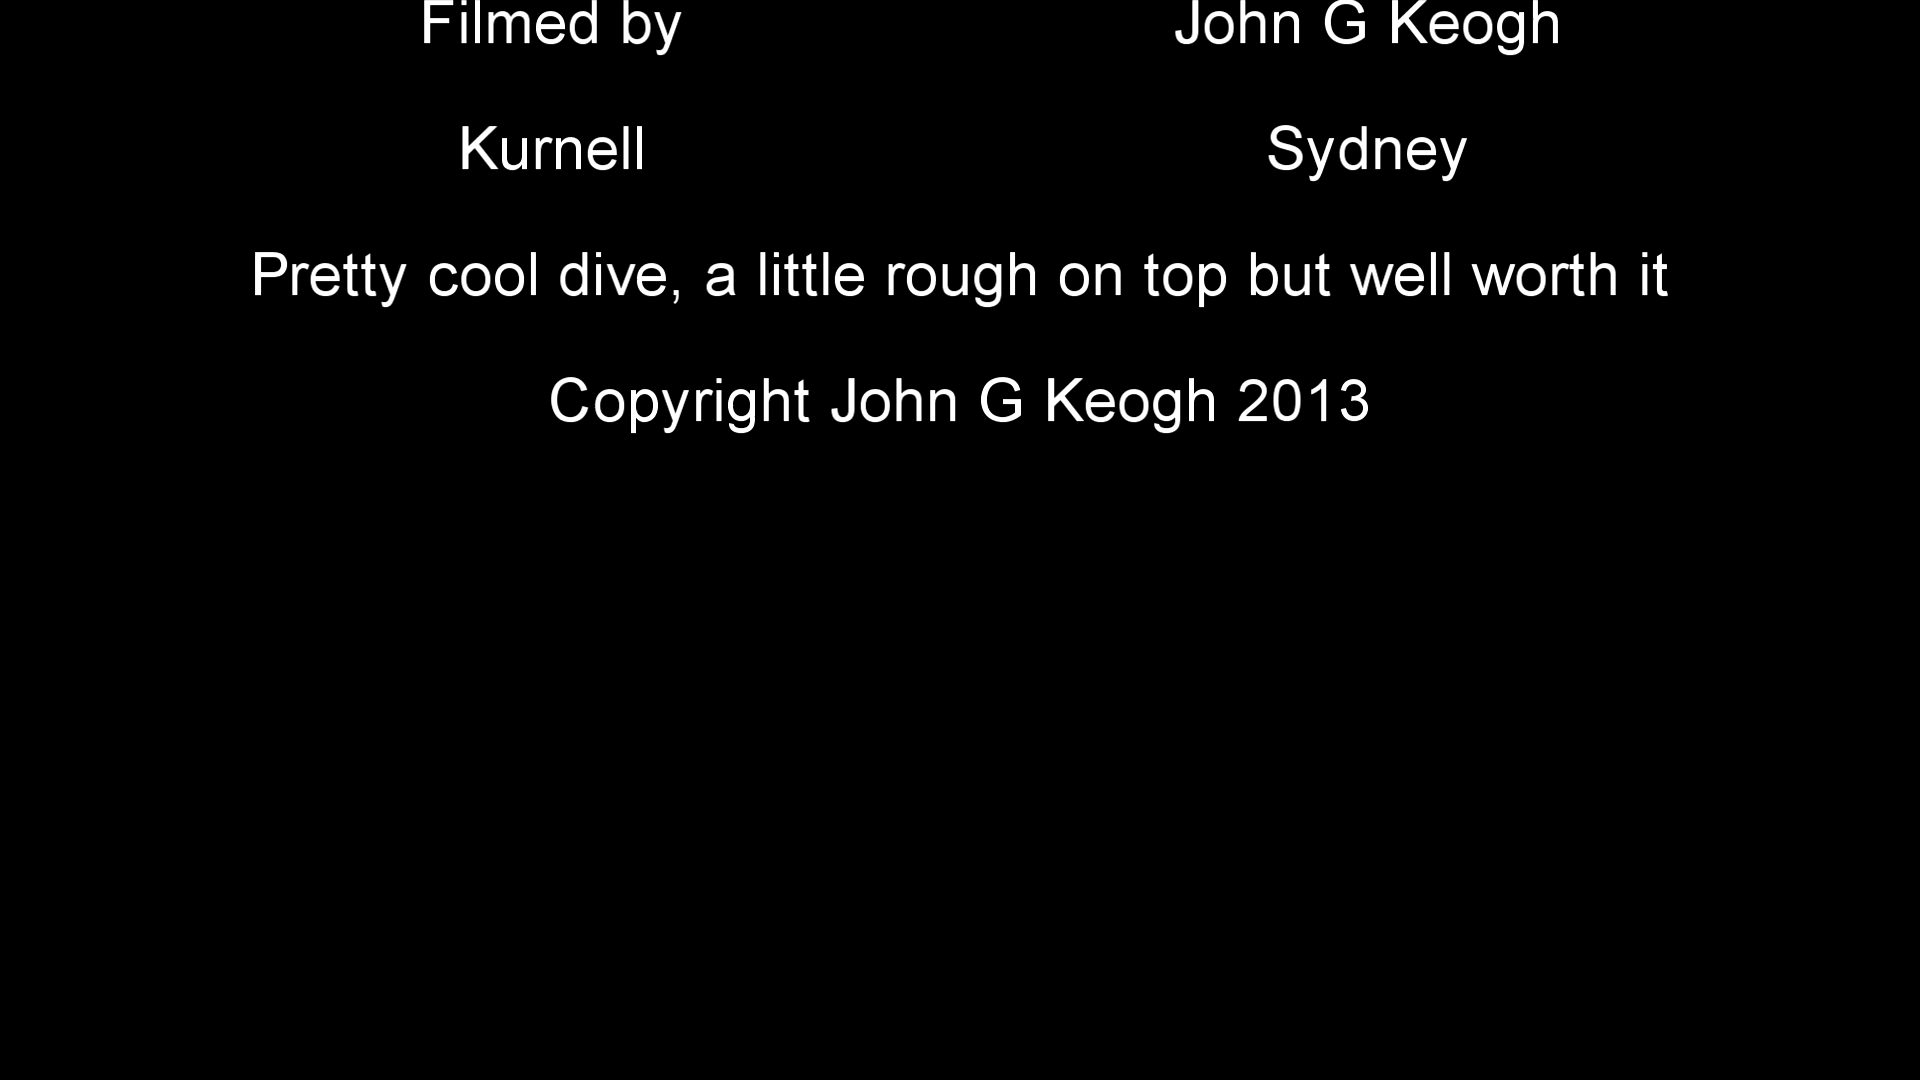 Filmed by John G Keogh
Kurnell Sydney
Pretty cool dive, a little rough on top but well worth it
Copyright John G Keogh 2013